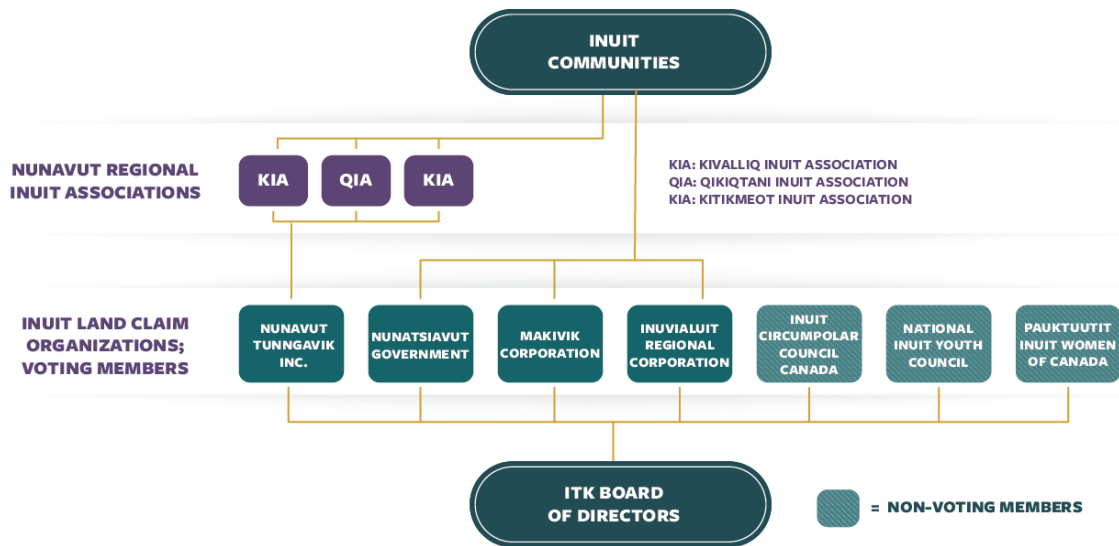 INUIT
COMMUNITIES
NUNAVUT REGIONAL
INUIT ASSOCIATIONS
KIA
QIA
KIA
KIA: KIVALLIQ INUIT ASSOCIATION
QIA: QIKIQTANI INUIT ASSOCIATION
KIA: KITIKMEOT INUIT ASSOCIATION
INUIT LAND CLAIM
ORGANIZATIONS;
VOTING MEMBERS
NUNAVUT
TUNNGAVIK
INC.
NUNATSIAVUT
GOVERNMENT
MAKIVIK
CORPORATION
INUVIALUIT
REGIONAL
CORPORATION
INUIT
CIRCUMPOLAR
COUNCIL
CANADA
NATIONAL
INUIT YOUTH
COUNCIL
PAUKTUUTIT
INUIT WOMEN
OF CANADA
ITK BOARD
OF DIRECTORS
= NON-VOTING MEMBERS